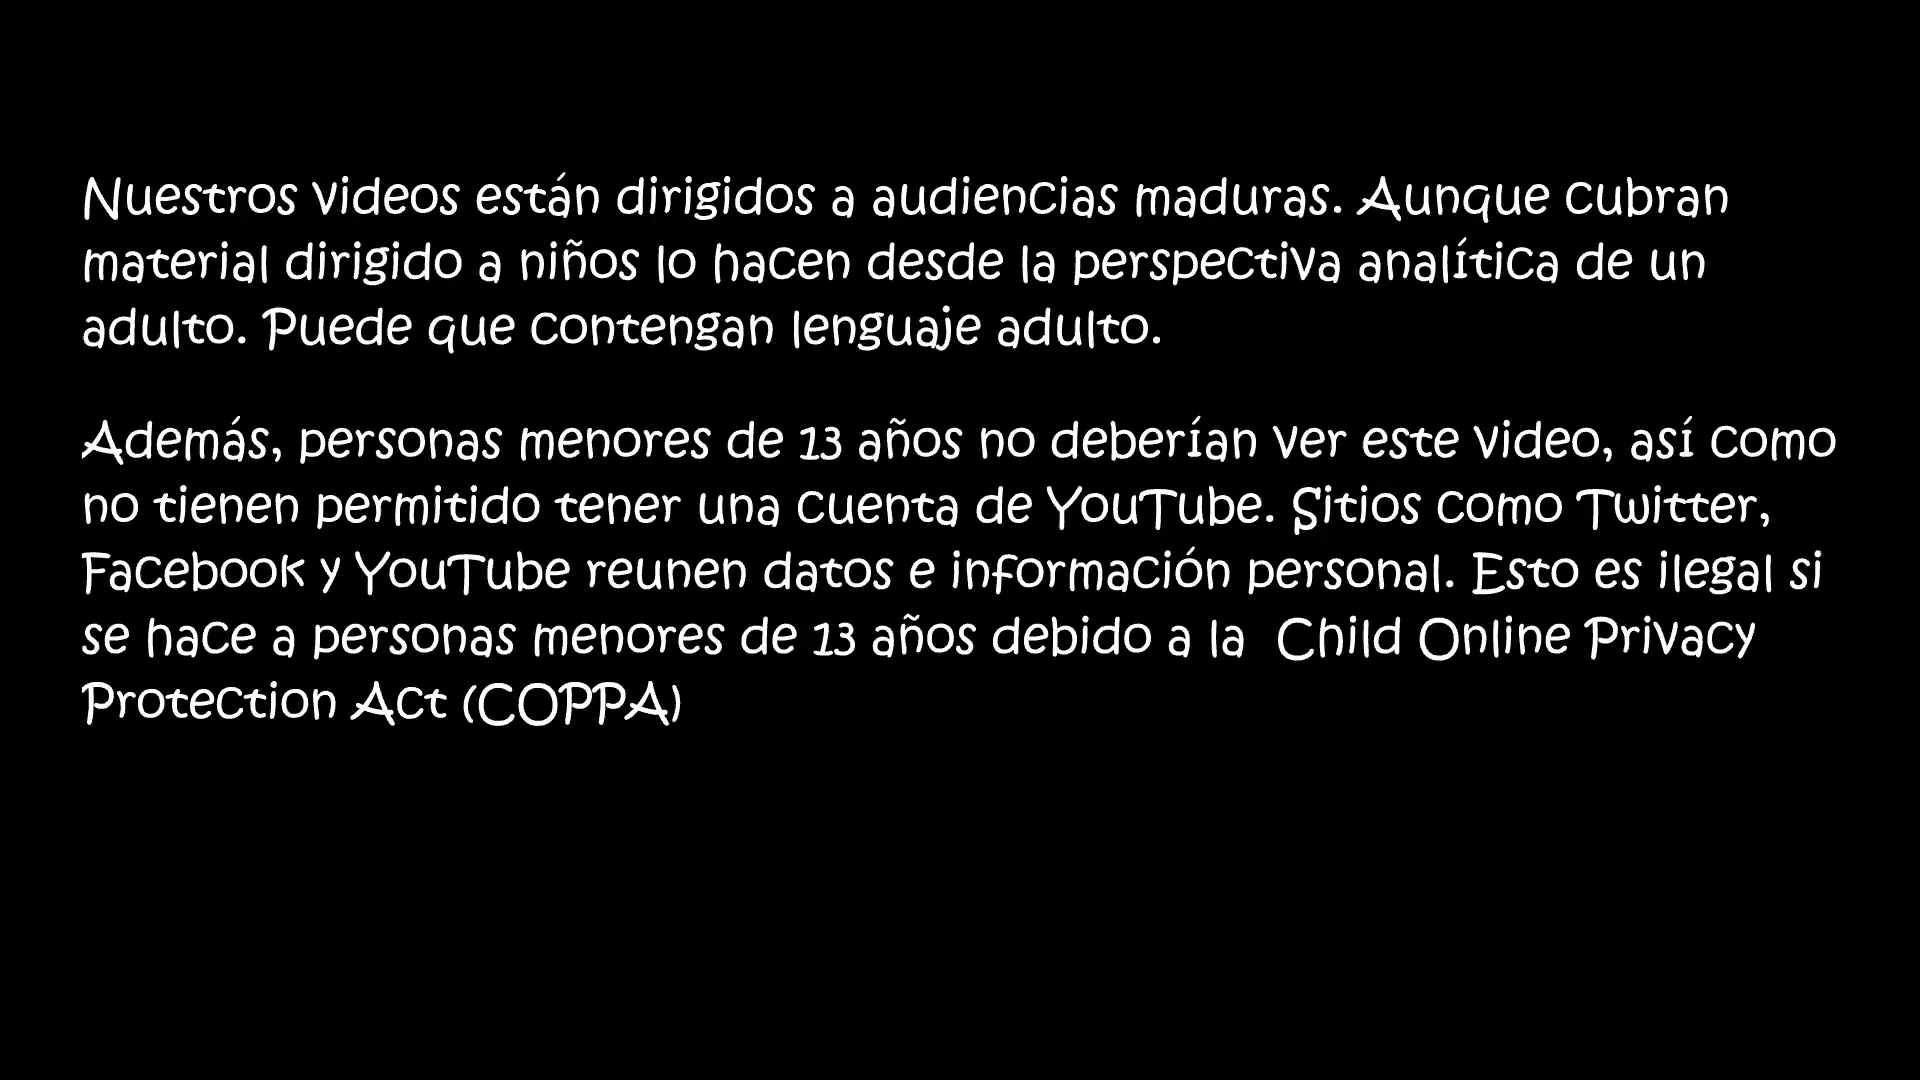 Nuestros videos están dirigidos a audiencias maduras. Aunque cubran
material dirigido a niños lo hacen desde la perspectiva analítica de un
adulto. Puede que contengan lenguaje adulto.
Además, personas menores de 13 años no deberían ver este video, así como
no tienen permitido tener una cuenta de YouTube. Sitios como Twitter,
Facebook y YouTube reunen datos e información personal. Esto es ilegal si
se hace a personas menores de 13 años debido a la  Child Online Privacy
Protection Act (COPPA)